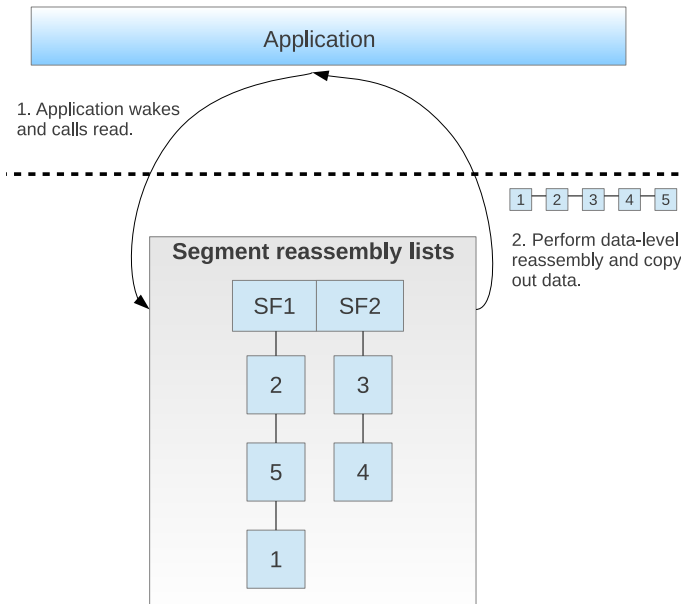 Application
1. Application wakes
and calls read.
1 2 3 4 5
2. Perform data-level
reassembly and copy
out data.
Segment reassembly lists
SF1 SF2
2 3
5 4
1